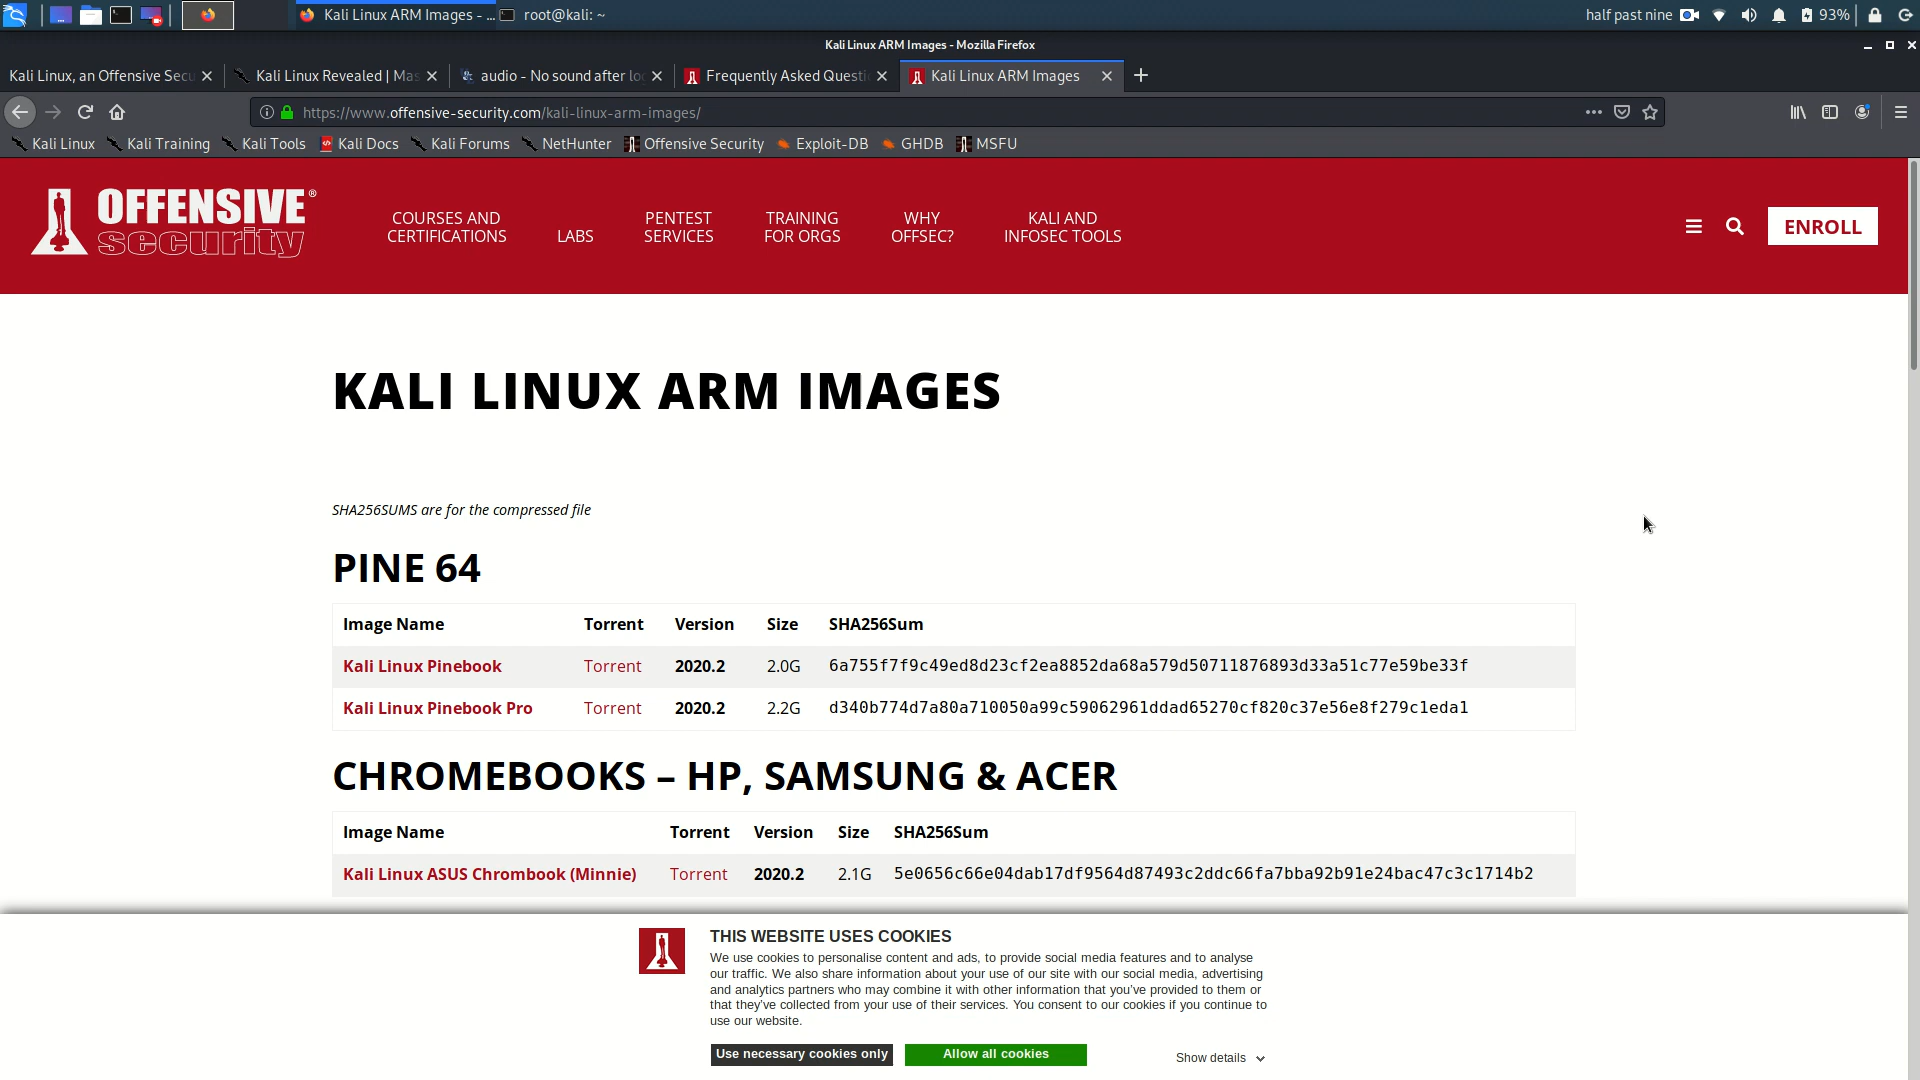 Kali Linux ARM Images - ...
root@kali: ~
half past nine
93%
Kali Linux ARM Images - Mozilla Firefox
Kali Linux, an Offensive Secu
Kali Linux Revealed | Mas
audio - No sound after lo
Frequently Asked Questi
Kali Linux ARM Images
https://www.offensive-security.com/kali-linux-arm-images/
Kali Linux
Kali Training
Kali Tools
Kali Docs
Kali Forums
NetHunter
Offensive Security
Exploit-DB
GHDB
MSFU
OFFENSIVE®
security
COURSES AND
CERTIFICATIONS
LABS
PENTEST
SERVICES
TRAINING
FOR ORGS
WHY
OFFSEC?
KALI AND
INFOSEC TOOLS
ENROLL
KALI LINUX ARM IMAGES
SHA256SUMS are for the compressed file
PINE 64
Image Name Torrent Version Size SHA256Sum
Kali Linux Pinebook Torrent 2020.2 2.0G 6a755f7f9c49ed8d23cf2ea8852da68a579d50711876893d33a51c77e59be33f
Kali Linux Pinebook Pro Torrent 2020.2 2.2G d340b774d7a80a710050a99c59062961ddad65270cf820c37e56e8f279c1eda1
CHROMEBOOKS – HP, SAMSUNG & ACER
Image Name Torrent Version Size SHA256Sum
Kali Linux ASUS Chrombook (Minnie) Torrent 2020.2 2.1G 5e0656c66e04dab17df9564d87493c2ddc66fa7bba92b91e24bac47c3c1714b2
THIS WEBSITE USES COOKIES
We use cookies to personalise content and ads, to provide social media features and to analyse
our traffic. We also share information about your use of our site with our social media, advertising
and analytics partners who may combine it with other information that you've provided to them or
that they've collected from your use of their services. You consent to our cookies if you continue to
use our website.
Use necessary cookies only
Allow all cookies
Show details